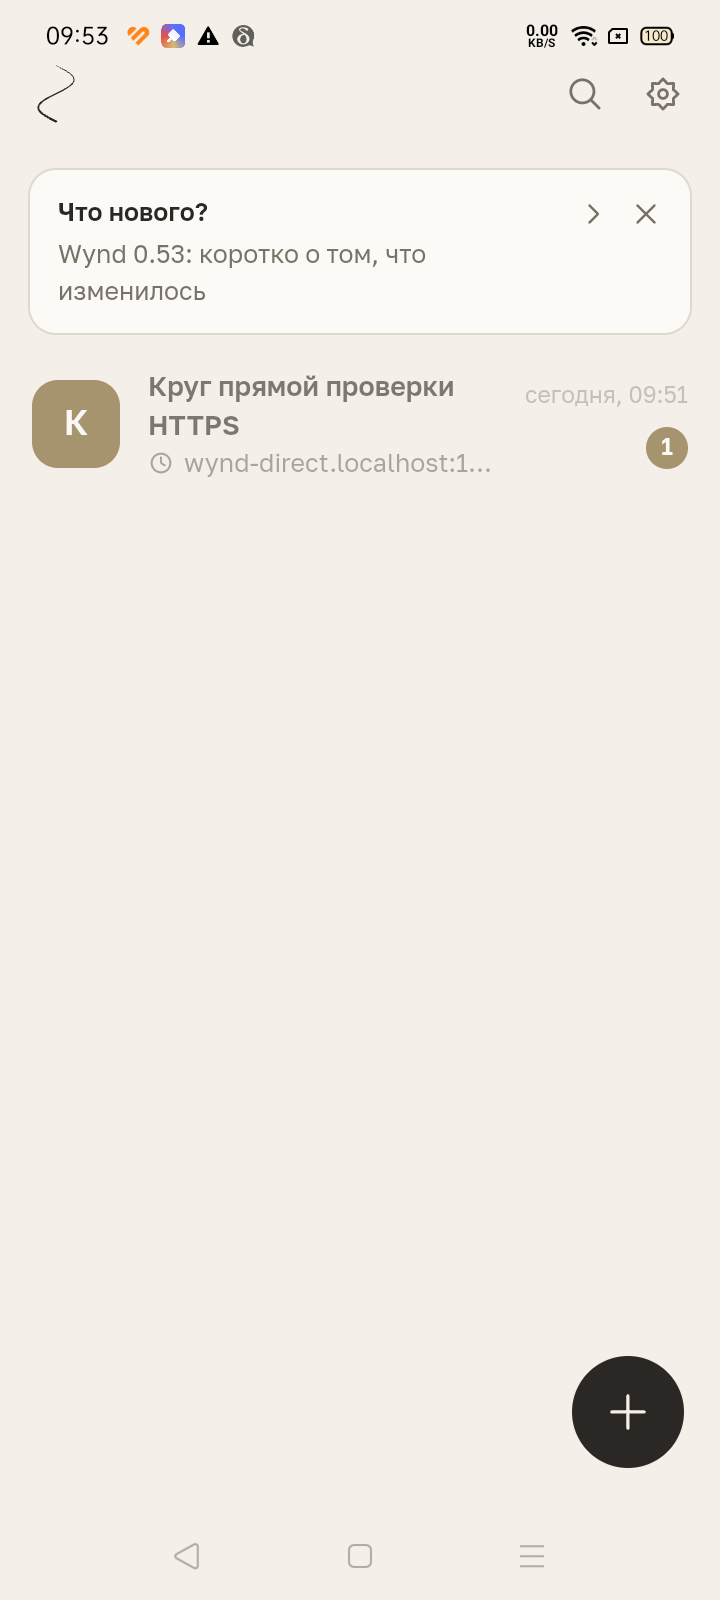 09:53
0.00
KB/S
100
Что нового?
Wynd 0.53: коротко о том, что
изменилось
К
Круг прямой проверки
HTTPS
сегодня, 09:51
wynd-direct.localhost:1...
1